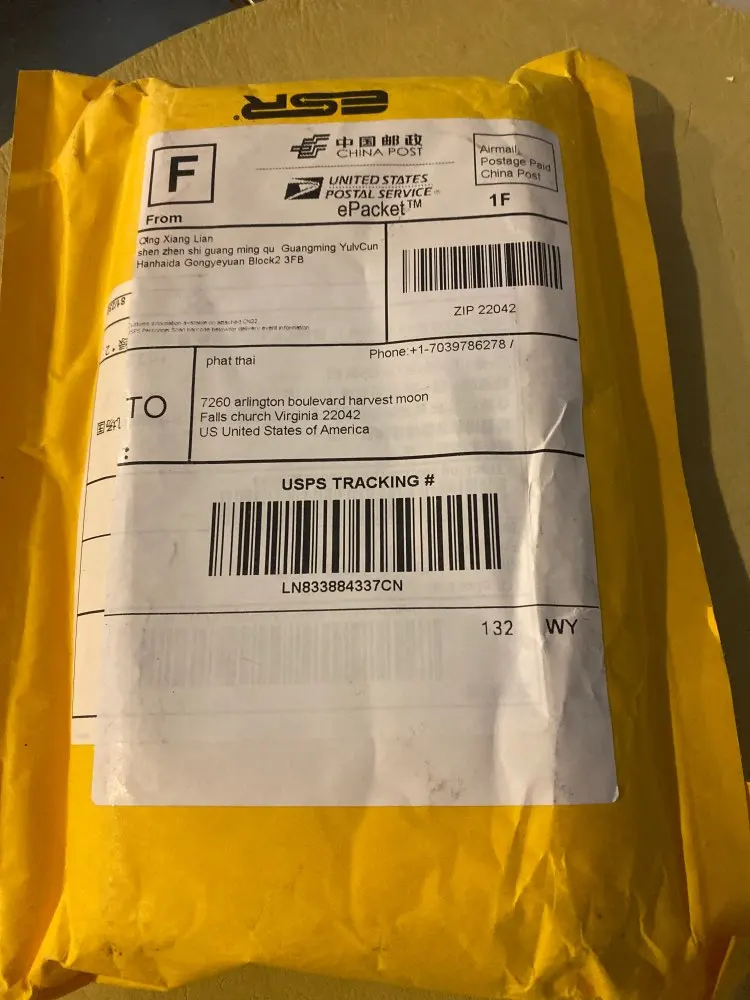 ESR®
F
中国邮政
CHINA POST
UNITED STATES
POSTAL SERVICE®
ePacket™
Airmail
Postage Paid
China Post
1F
From
Qing Xiang Lian
shen zhen shi guang ming qu Guangming YulvCun
Hanhaida Gongyeyuan Block2 3FB
ZIP 22042
phat thai
Phone:+1-7039786278 /
TO
:
7260 arlington boulevard harvest moon
Falls church Virginia 22042
US United States of America
USPS TRACKING #
LN833884337CN
132 WY